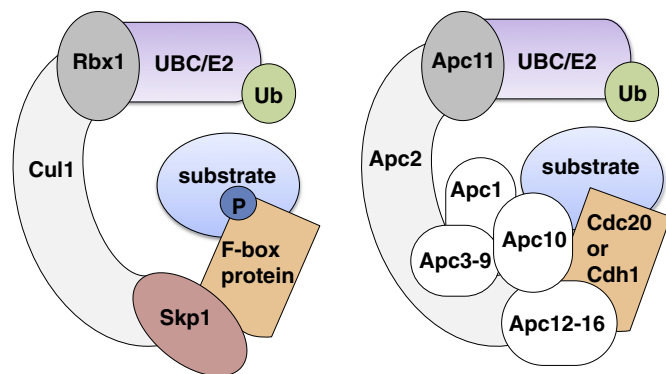 Rbx1
UBC/E2
Ub
Cul1
substrate
P
F-box
protein
Skp1
Apc11
UBC/E2
Ub
Apc2
substrate
Apc1
Cdc20
or
Cdh1
Apc10
Apc3-9
Apc12-16